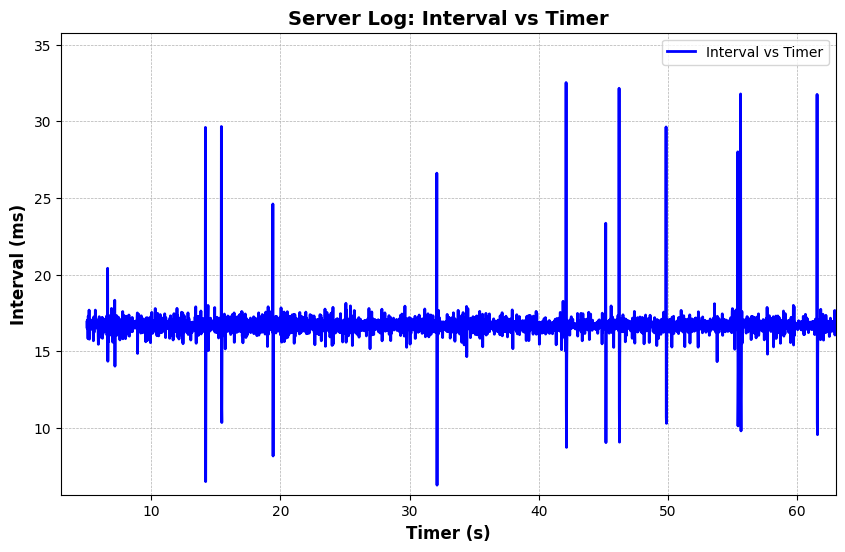 Server Log: Interval vs Timer
Interval vs Timer
35
30
25
20
15
10
Interval (ms)
10 20 30 40 50 60
Timer (s)